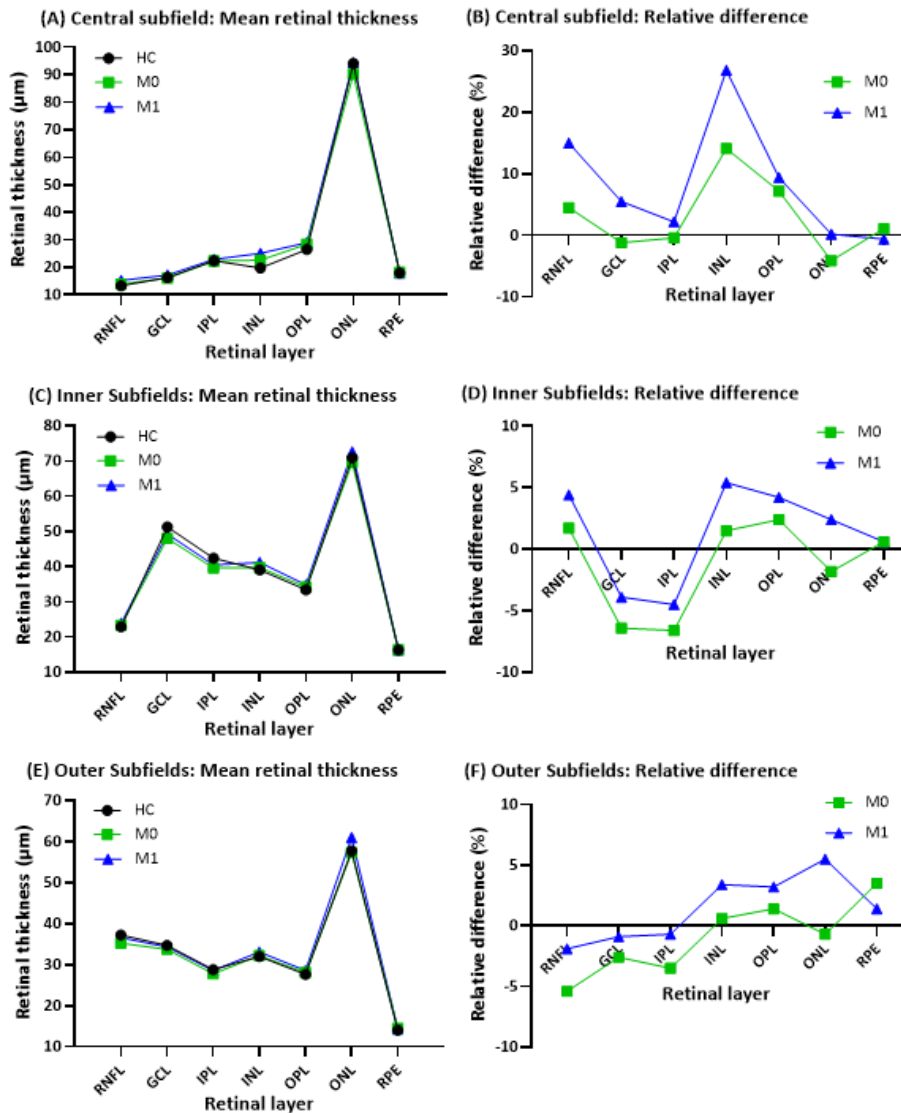 (A) Central subfield: Mean retinal thickness
Retinal thickness (µm)
100
90
80
70
60
50
40
30
20
10
HC
M0
M1
RNFL
GCL
IPL
INL
OPL
ONL
RPE
Retinal layer
(B) Central subfield: Relative difference
Relative difference (%)
30
20
10
0
-10
M0
M1
RNFL
GCL
IPL
INL
OPL
ONL
RPE
Retinal layer
(C) Inner Subfields: Mean retinal thickness
Retinal thickness (µm)
80
70
60
50
40
30
20
10
HC
M0
M1
RNFL
GCL
IPL
INL
OPL
ONL
RPE
Retinal layer
(D) Inner Subfields: Relative difference
Relative difference (%)
10
5
0
-5
-10
M0
M1
RNFL
GCL
IPL
INL
OPL
ONL
RPE
Retinal layer
(E) Outer Subfields: Mean retinal thickness
Retinal thickness (µm)
70
60
50
40
30
20
10
HC
M0
M1
RNFL
GCL
IPL
INL
OPL
ONL
RPE
Retinal layer
(F) Outer Subfields: Relative difference
Relative difference (%)
10
5
0
-5
-10
M0
M1
RNFL
GCL
IPL
INL
OPL
ONL
RPE
Retinal layer